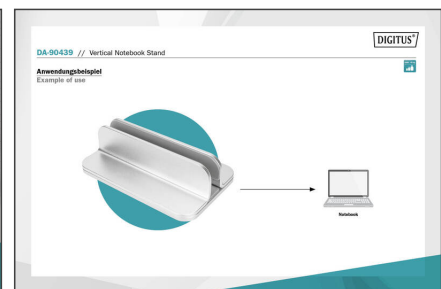 DIGITUS®
DA-90439 // Vertical Notebook Stand
Anwendungsbeispiel
Example of use
Notebook